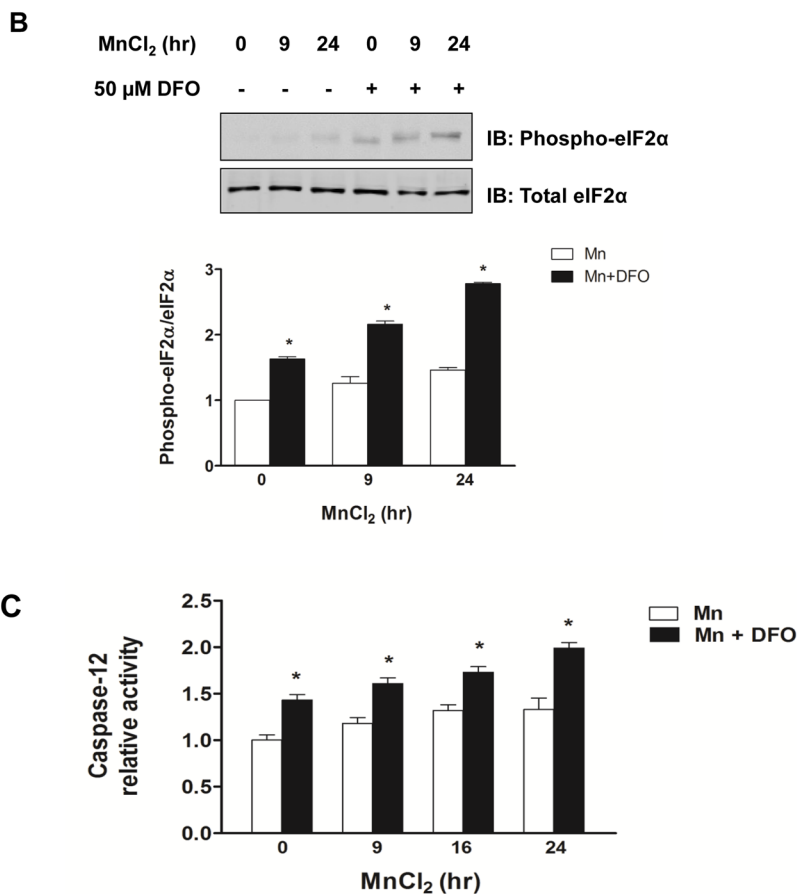 B
MnCl₂ (hr) 0 9 24 0 9 24
50 µM DFO - - - + + +
IB: Phospho-eIF2α
IB: Total eIF2α
Phospho-eIF2α/eIF2α
3
2
1
0
* * *
Mn
Mn+DFO
0 9 24
MnCl₂ (hr)
C
Caspase-12
relative activity
2.5
2.0
1.5
1.0
0.5
0.0
* * * *
Mn
Mn + DFO
0 9 16 24
MnCl₂ (hr)